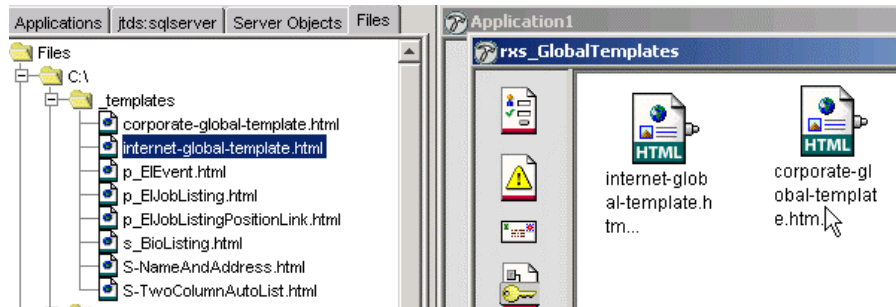 Applications
jtds:sqlserver
Server Objects
Files
Files
C:\
_templates
corporate-global-template.html
internet-global-template.html
p_EIEvent.html
p_EIJobListing.html
p_EIJobListingPositionLink.html
s_BioListing.html
S-NameAndAddress.html
S-TwoColumnAutoList.html
Application1
rxs_GlobalTemplates
HTML
internet-glob
al-template.h
tm...
HTML
corporate-gl
obal-templat
e.htm.